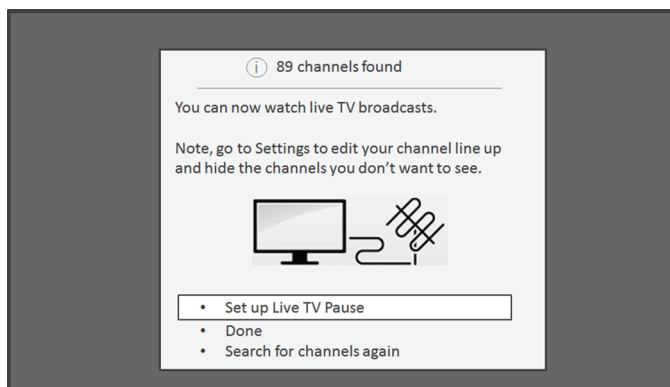 ⓘ 89 channels found
You can now watch live TV broadcasts.
Note, go to Settings to edit your channel line up
and hide the channels you don’t want to see.
• Set up Live TV Pause
• Done
• Search for channels again